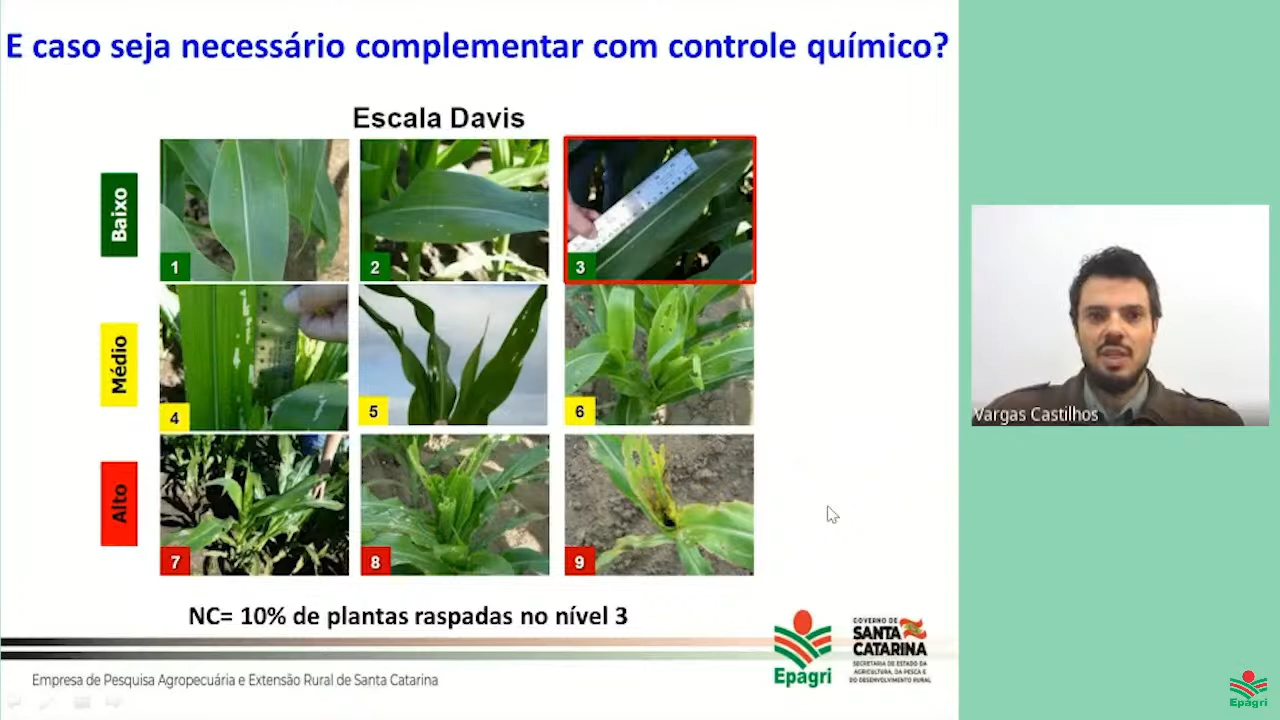 E caso seja necessário complementar com controle químico?
Escala Davis
Baixo
1
2
3
Médio
4
5
6
Alto
7
8
9
NC= 10% de plantas raspadas no nível 3
Vargas Castilhos
Epagri
GOVERNO DE
SANTA
CATARINA
SECRETARIA DE ESTADO DA
AGRICULTURA, DA PESCA E
DO DESENVOLVIMENTO RURAL
Empresa de Pesquisa Agropecuária e Extensão Rural de Santa Catarina
Epagri